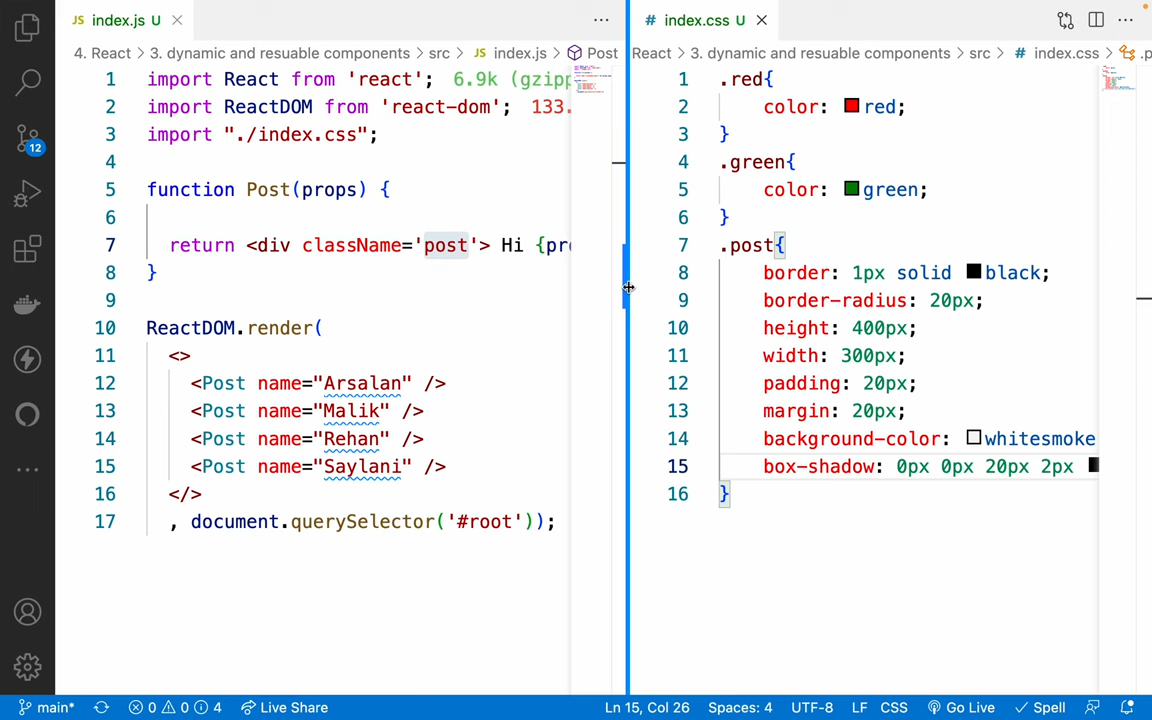 JS index.js U
# index.css U
4. React > 3. dynamic and resuable components > src > JS index.js > Post
React > 3. dynamic and resuable components > src > # index.css > .p
1 import React from 'react'; 6.9k (gzipp
2 import ReactDOM from 'react-dom'; 133.
3 import "./index.css";
4
5 function Post(props) {
6
7 return <div className='post'> Hi {pro
8 }
9
10 ReactDOM.render(
11 <>
12 <Post name="Arsalan" />
13 <Post name="Malik" />
14 <Post name="Rehan" />
15 <Post name="Saylani" />
16 </>
17 , document.querySelector('#root'));
1 .red{
2 color: red;
3 }
4 .green{
5 color: green;
6 }
7 .post{
8 border: 1px solid black;
9 border-radius: 20px;
10 height: 400px;
11 width: 300px;
12 padding: 20px;
13 margin: 20px;
14 background-color: whitesmoke
15 box-shadow: 0px 0px 20px 2px
16 }
12
main* 0 0 4 Live Share Ln 15, Col 26 Spaces: 4 UTF-8 LF CSS Go Live Spell